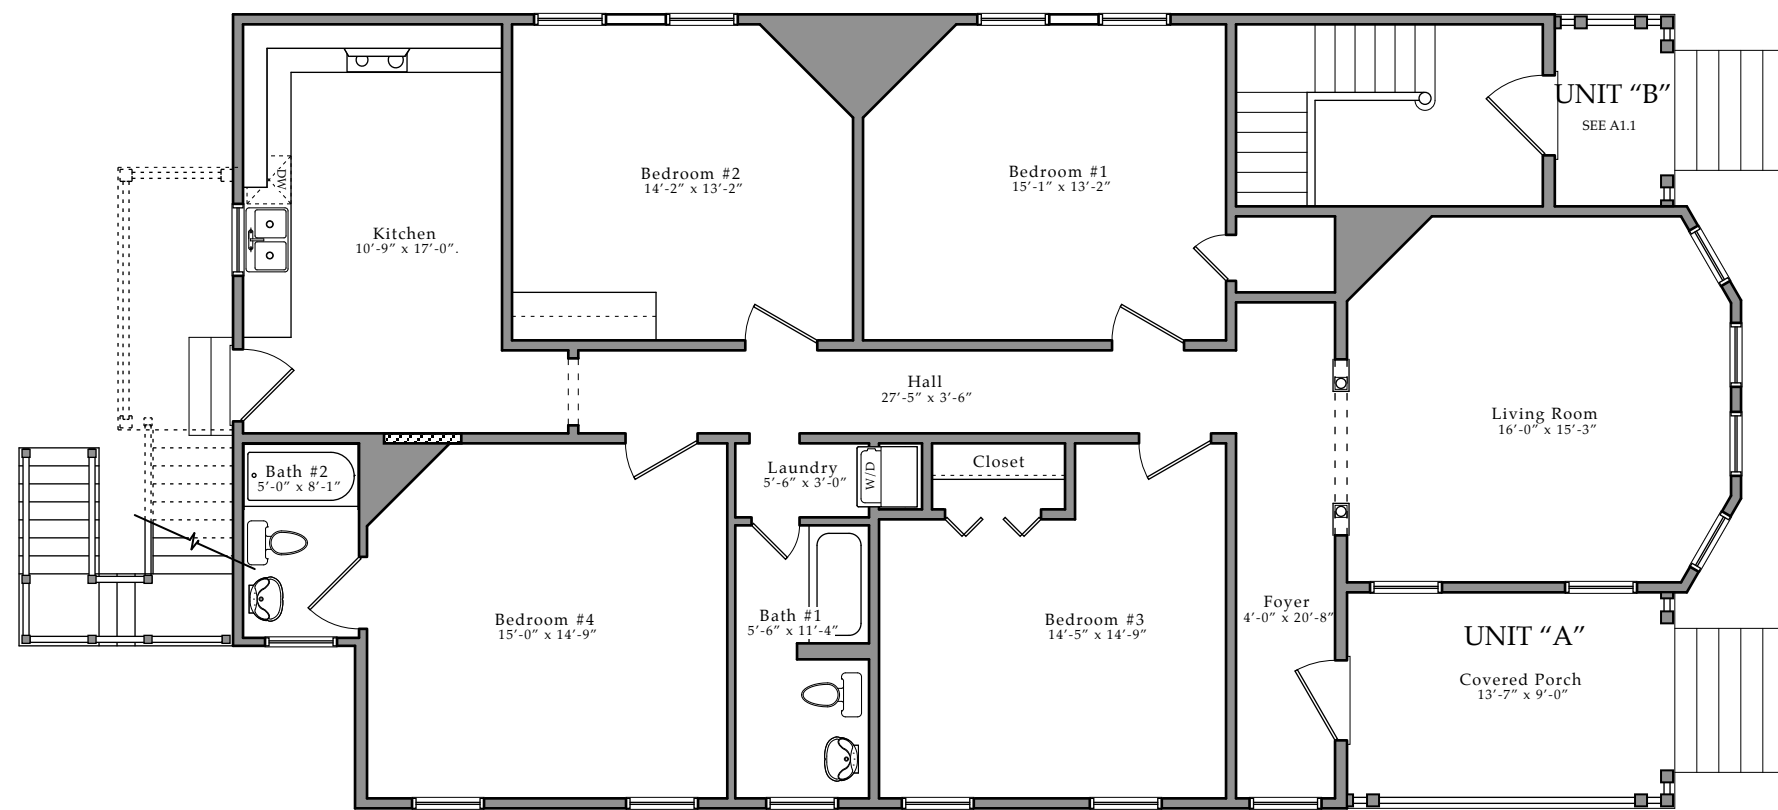 UNIT “B”
SEE A1.1
Bedroom #2
14’-2” x 13’-2”
Bedroom #1
15’-1” x 13’-2”
DW
Kitchen
10’-9” x 17’-0”.
Hall
27’-5” x 3’-6”
Living Room
16’-0” x 15’-3”
Bath #2
5’-0” x 8’-1”
Laundry
5’-6” x 3’-0”
W/D
Closet
Bedroom #4
15’-0” x 14’-9”
Bath #1
5’-6” x 11’-4”
Bedroom #3
14’-5” x 14’-9”
Foyer
4’-0” x 20’-8”
UNIT “A”
Covered Porch
13’-7” x 9’-0”